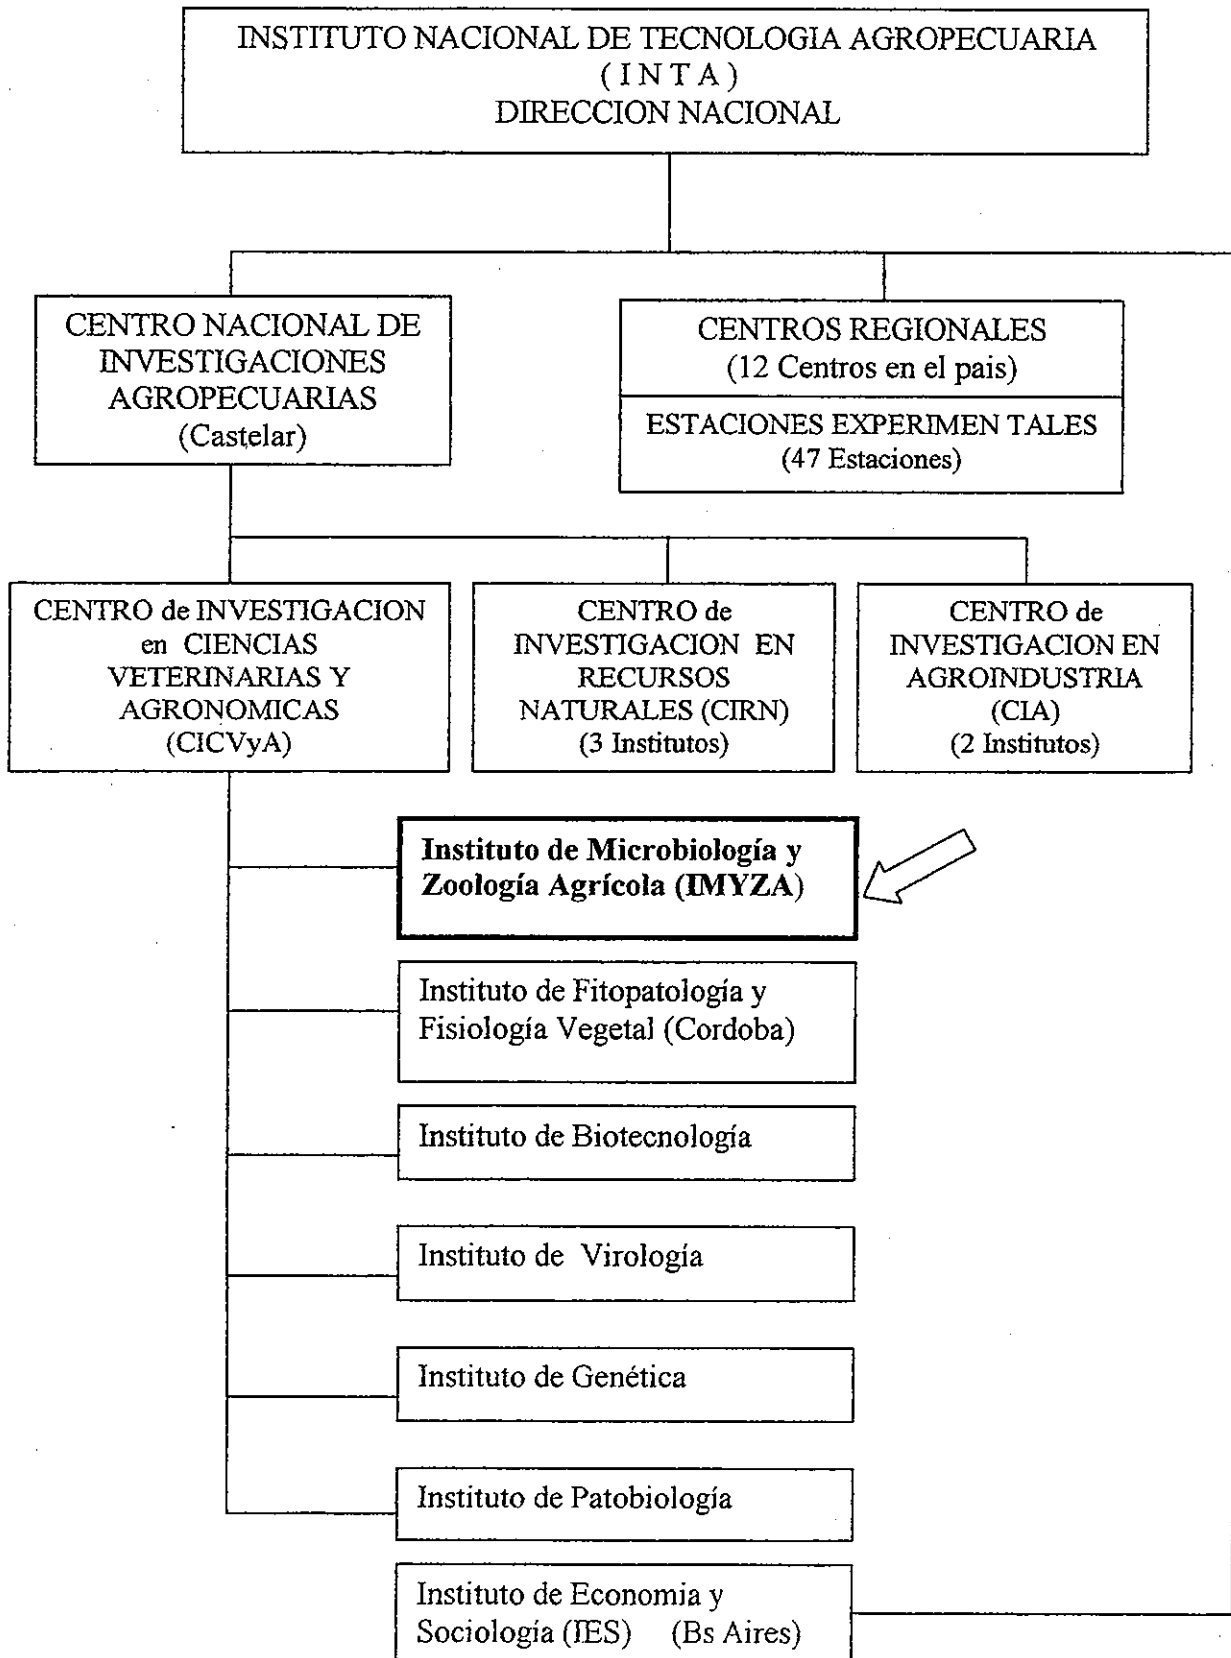 INSTITUTO NACIONAL DE TECNOLOGIA AGROPECUARIA
( I N T A )
DIRECCION NACIONAL
CENTRO NACIONAL DE
INVESTIGACIONES
AGROPECUARIAS
(Castelar)
CENTROS REGIONALES
(12 Centros en el pais)
ESTACIONES EXPERIMEN TALES
(47 Estaciones)
CENTRO de INVESTIGACION
en CIENCIAS
VETERINARIAS Y
AGRONOMICAS
(CICVyA)
CENTRO de
INVESTIGACION EN
RECURSOS
NATURALES (CIRN)
(3 Institutos)
CENTRO de
INVESTIGACION EN
AGROINDUSTRIA
(CIA)
(2 Institutos)
Instituto de Microbiología y
Zoología Agrícola (IMYZA)
Instituto de Fitopatología y
Fisiología Vegetal (Cordoba)
Instituto de Biotecnología
Instituto de Virología
Instituto de Genética
Instituto de Patobiología
Instituto de Economia y
Sociología (IES) (Bs Aires)